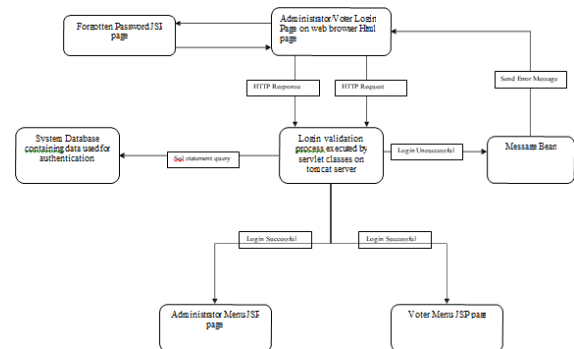 Administrator/Voter Login
Page on web browser Html
page
Forgotten Password JSP
page
Send Error Message
HTTP Response
HTTP Request
System Database
containing data used for
authentication
Sql statement query
Login validation
process executed by
servlet classes on
tomcat server
Login Unsuccessful
Message Bean
Login Successful
Login Successful
Administrator Menu JSP
page
Voter Menu JSP page